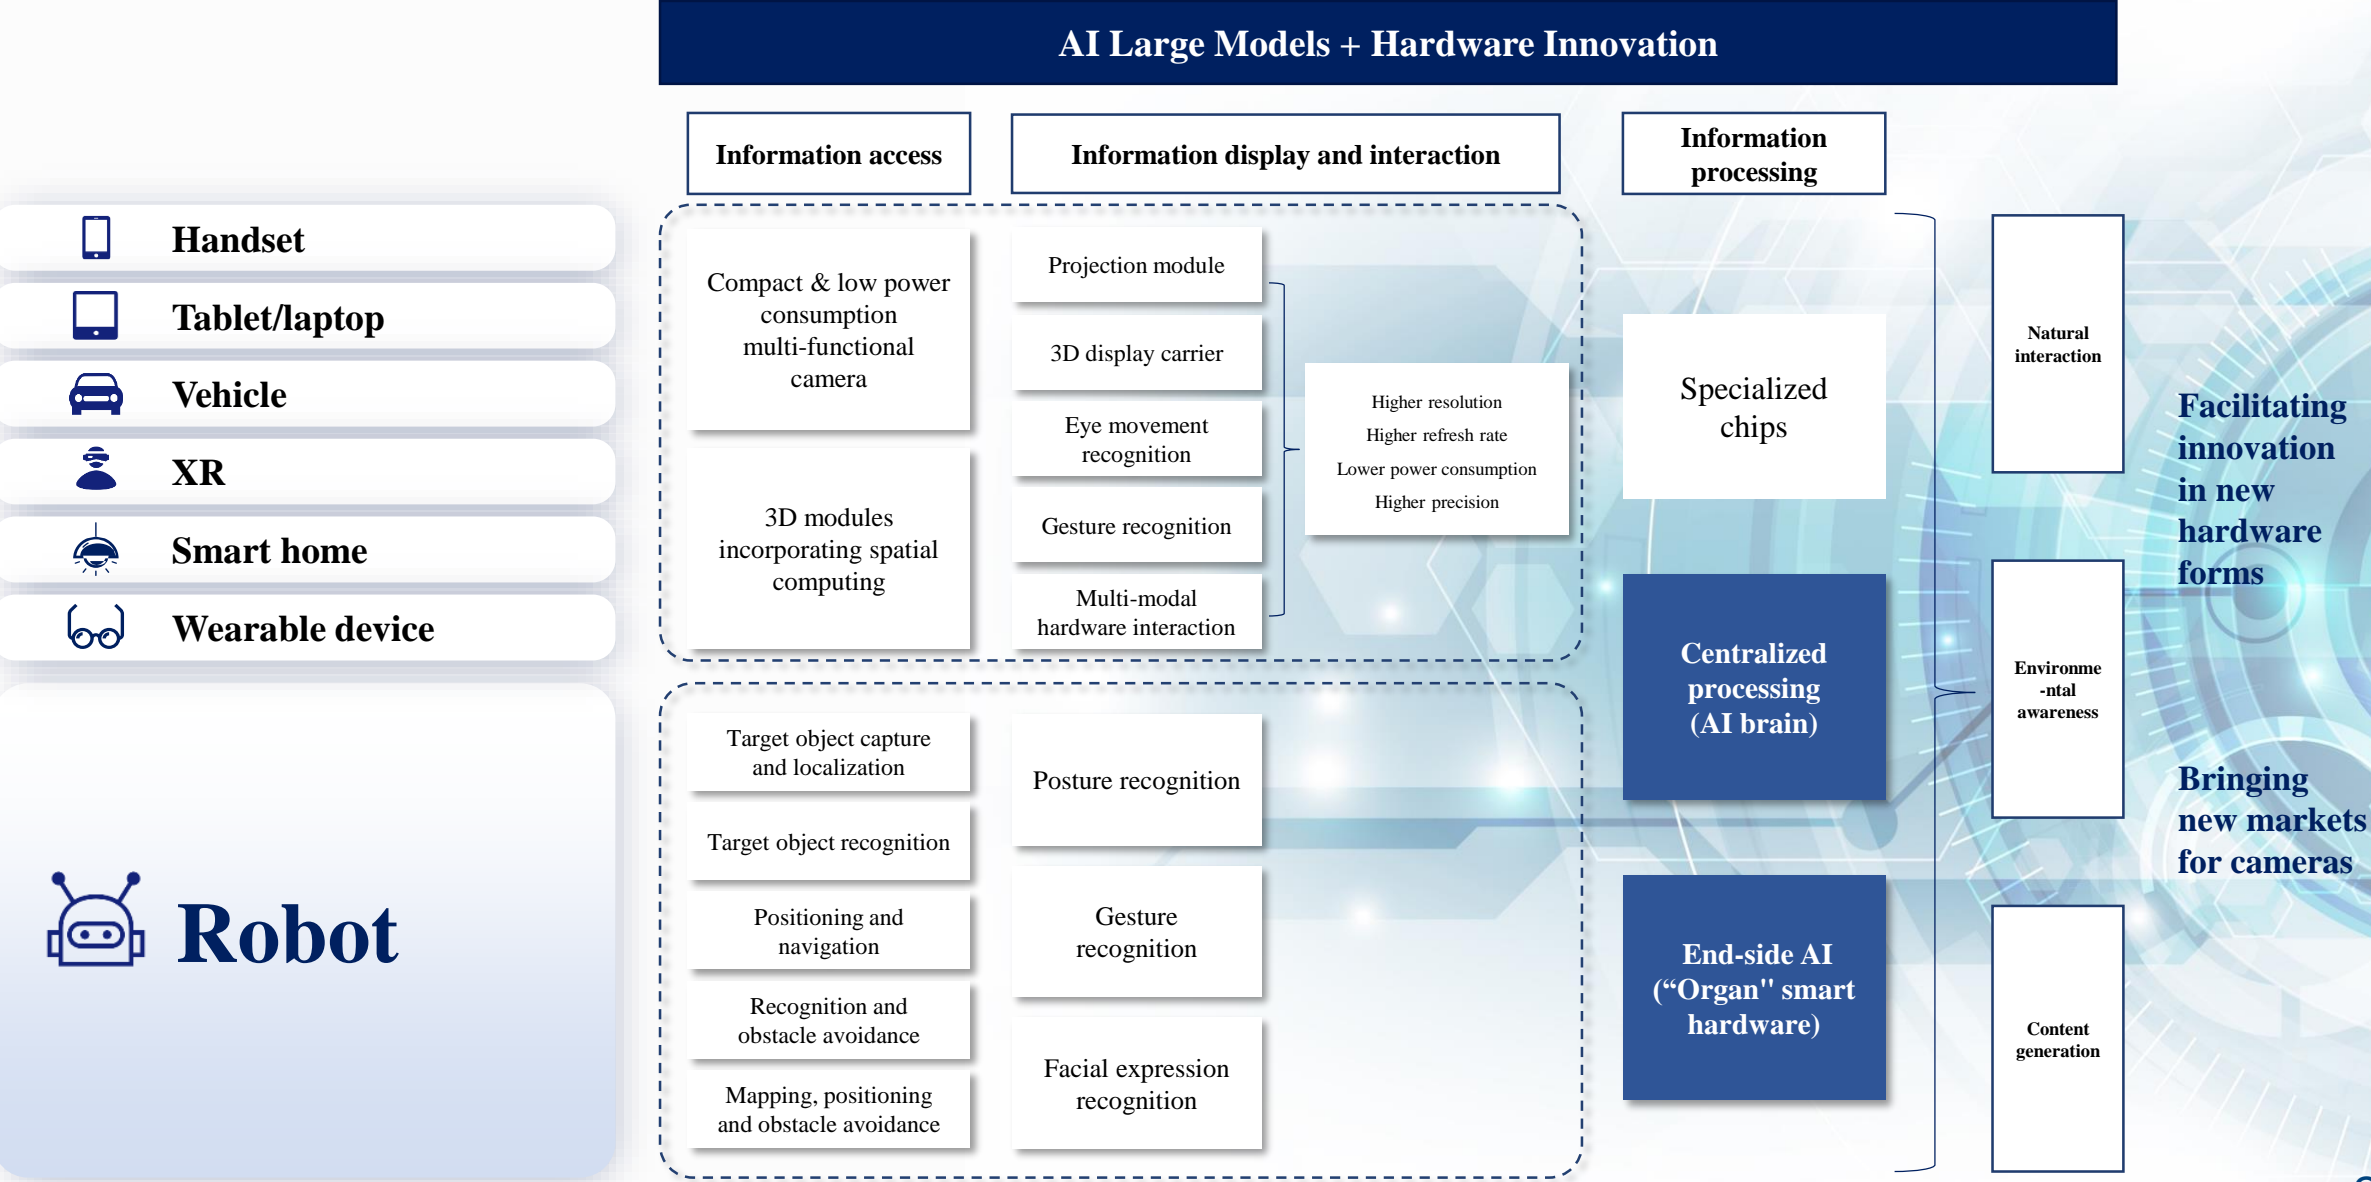 AI Large Models + Hardware Innovation
Information access
Information display and interaction
Information
processing
Handset
Tablet/laptop
Vehicle
XR
Smart home
Wearable device
Robot
Compact & low power
consumption
multi-functional
camera
3D modules
incorporating spatial
computing
Projection module
3D display carrier
Eye movement
recognition
Gesture recognition
Multi-modal
hardware interaction
Higher resolution
Higher refresh rate
Lower power consumption
Higher precision
Target object capture
and localization
Target object recognition
Positioning and
navigation
Recognition and
obstacle avoidance
Mapping, positioning
and obstacle avoidance
Posture recognition
Gesture
recognition
Facial expression
recognition
Specialized
chips
Centralized
processing
(AI brain)
End-side AI
(“Organ" smart
hardware)
Natural
interaction
Environme
-ntal
awareness
Content
generation
Facilitating
innovation
in new
hardware
forms
Bringing
new markets
for cameras